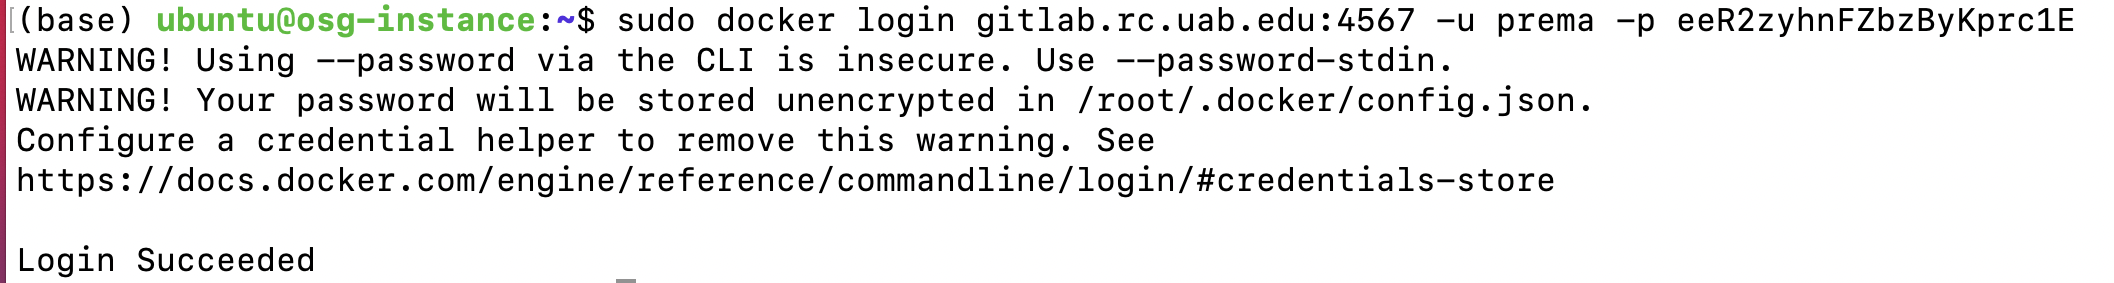 (base) ubuntu@osg-instance:~$ sudo docker login gitlab.rc.uab.edu:4567 -u prema -p eeR2zyhnFZbzByKprc1E
WARNING! Using --password via the CLI is insecure. Use --password-stdin.
WARNING! Your password will be stored unencrypted in /root/.docker/config.json.
Configure a credential helper to remove this warning. See
https://docs.docker.com/engine/reference/commandline/login/#credentials-store
Login Succeeded